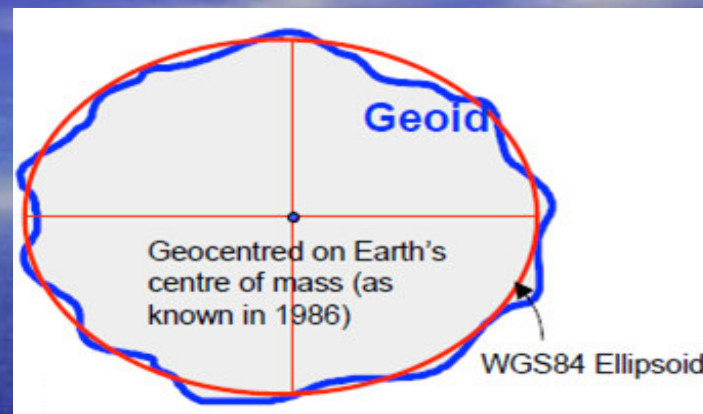 Geoid
Geocentred on Earth's
centre of mass (as
known in 1986)
WGS84 Ellipsoid